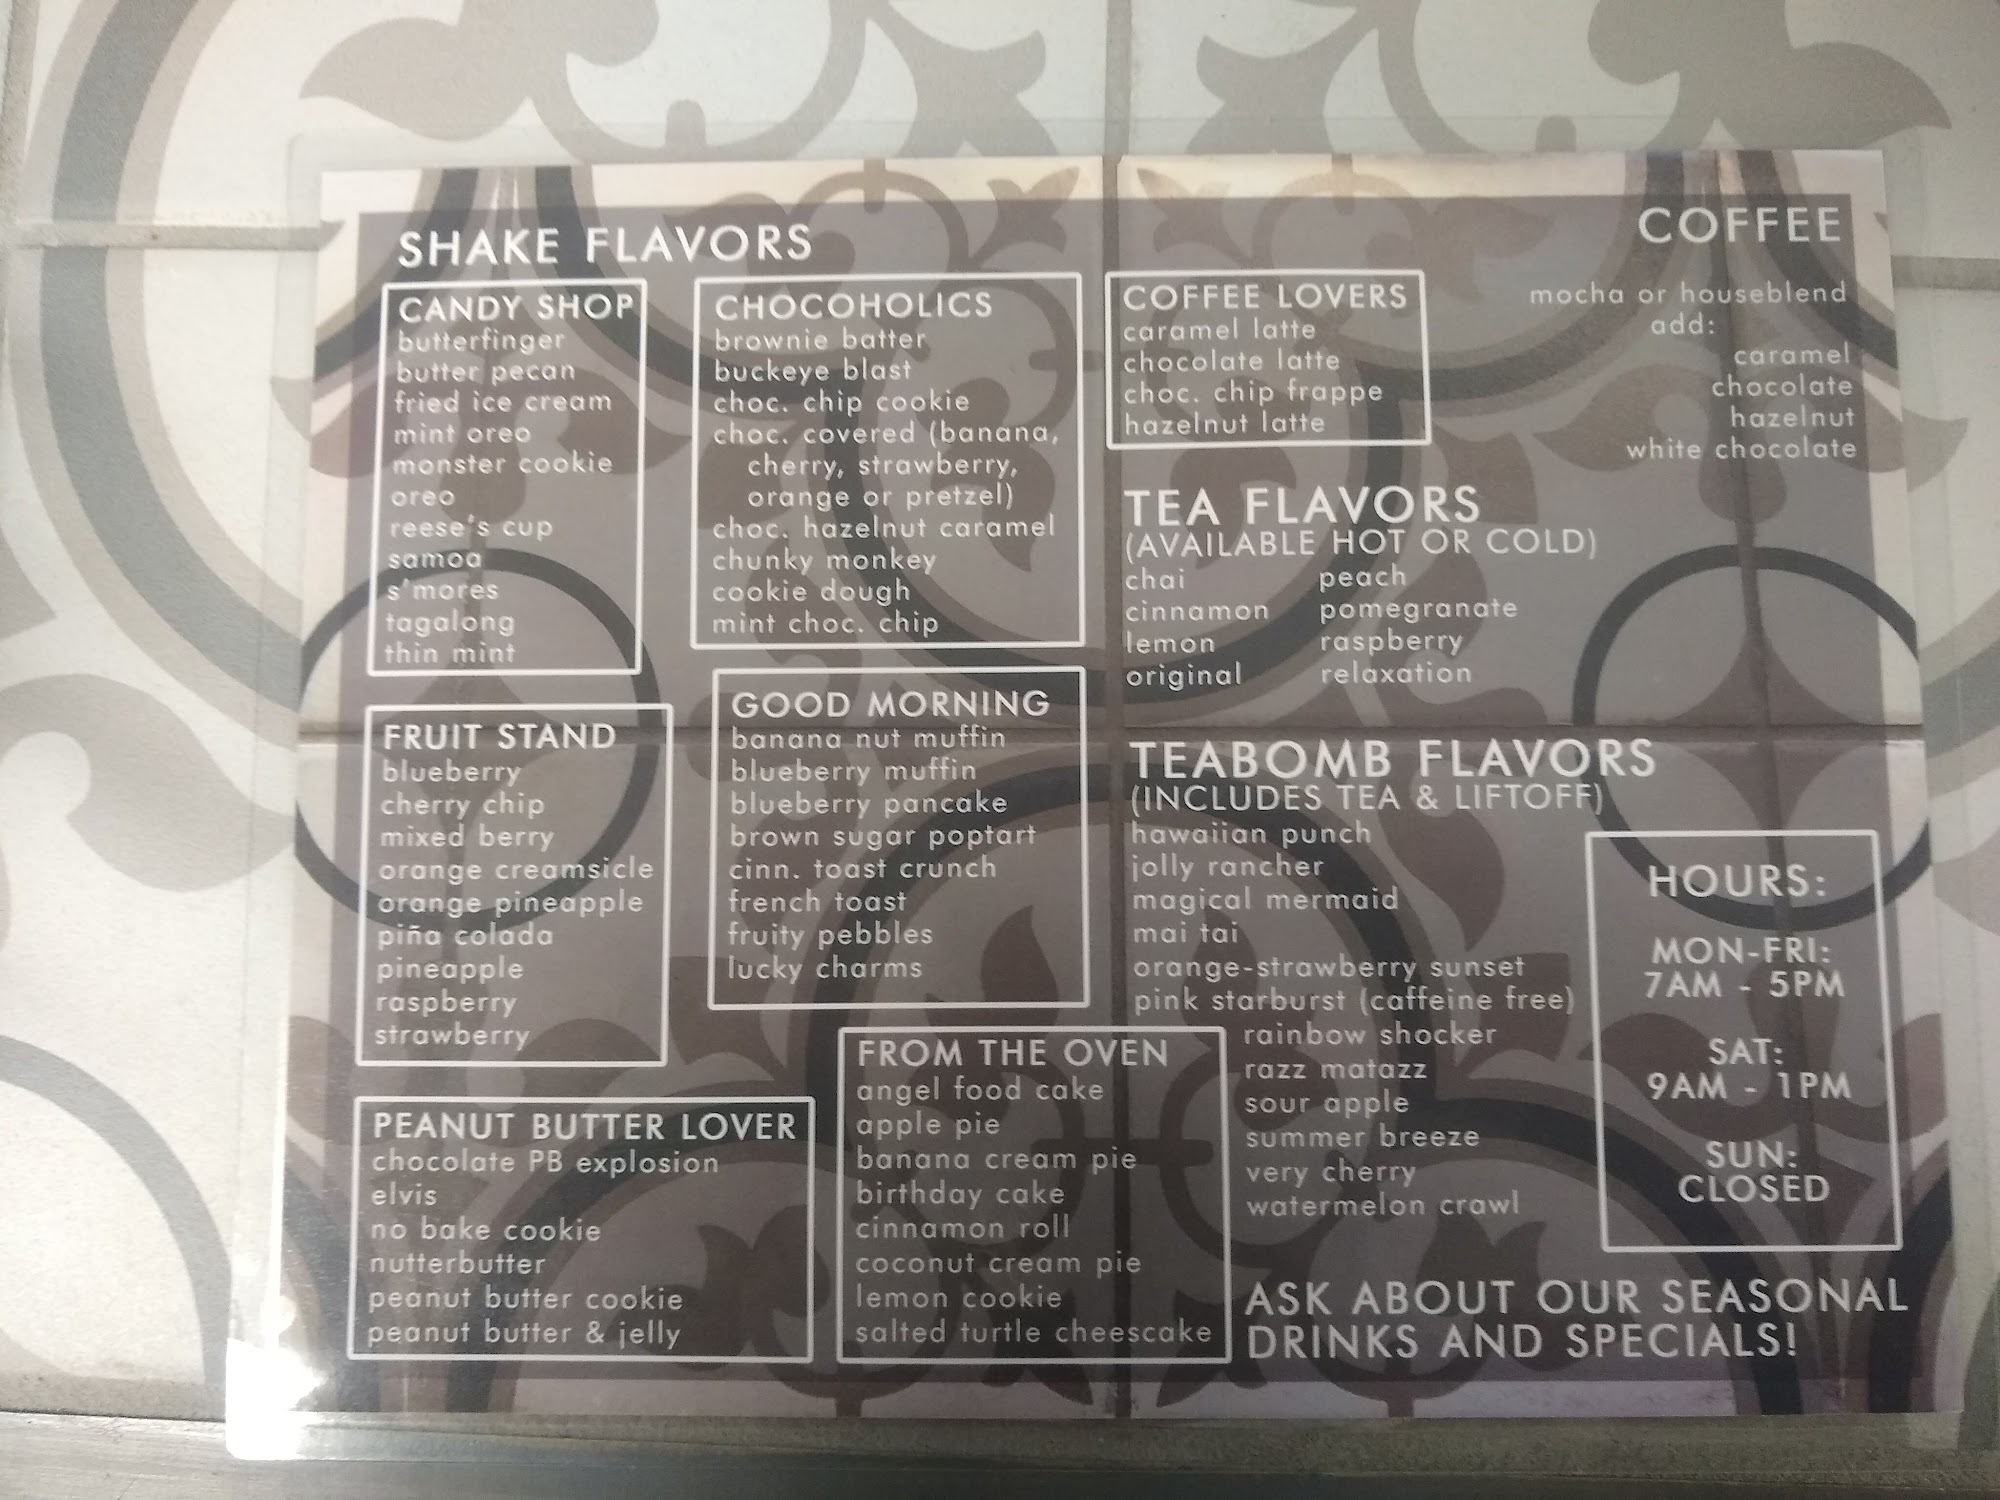 SHAKE FLAVORS
CANDY SHOP
butterfinger
butter pecan
fried ice cream
mint oreo
monster cookie
oreo
reese's cup
samoa
s'mores
tagalong
thin mint
FRUIT STAND
blueberry
cherry chip
mixed berry
orange creamsicle
orange pineapple
piña colada
pineapple
raspberry
strawberry
PEANUT BUTTER LOVER
chocolate PB explosion
elvis
no bake cookie
nutterbutter
peanut butter cookie
peanut butter & jelly
CHOCOHOLICS
brownie batter
buckeye blast
choc. chip cookie
choc. covered (banana,
cherry, strawberry,
orange or pretzel)
choc. hazelnut caramel
chunky monkey
cookie dough
mint choc. chip
GOOD MORNING
banana nut muffin
blueberry muffin
blueberry pancake
brown sugar poptart
cinn. toast crunch
french toast
fruity pebbles
lucky charms
FROM THE OVEN
angel food cake
apple pie
banana cream pie
birthday cake
cinnamon roll
coconut cream pie
lemon cookie
salted turtle cheescake
COFFEE LOVERS
caramel latte
chocolate latte
choc. chip frappe
hazelnut latte
COFFEE
mocha or houseblend
add:
caramel
chocolate
hazelnut
white chocolate
TEA FLAVORS
(AVAILABLE HOT OR COLD)
chai peach
cinnamon pomegranate
lemon raspberry
original relaxation
TEABOMB FLAVORS
(INCLUDES TEA & LIFTOFF)
hawaiian punch
jolly rancher
magical mermaid
mai tai
orange-strawberry sunset
pink starburst (caffeine free)
rainbow shocker
razz matazz
sour apple
summer breeze
very cherry
watermelon crawl
HOURS:
MON-FRI:
7AM - 5PM
SAT:
9AM - 1PM
SUN:
CLOSED
ASK ABOUT OUR SEASONAL
DRINKS AND SPECIALS!